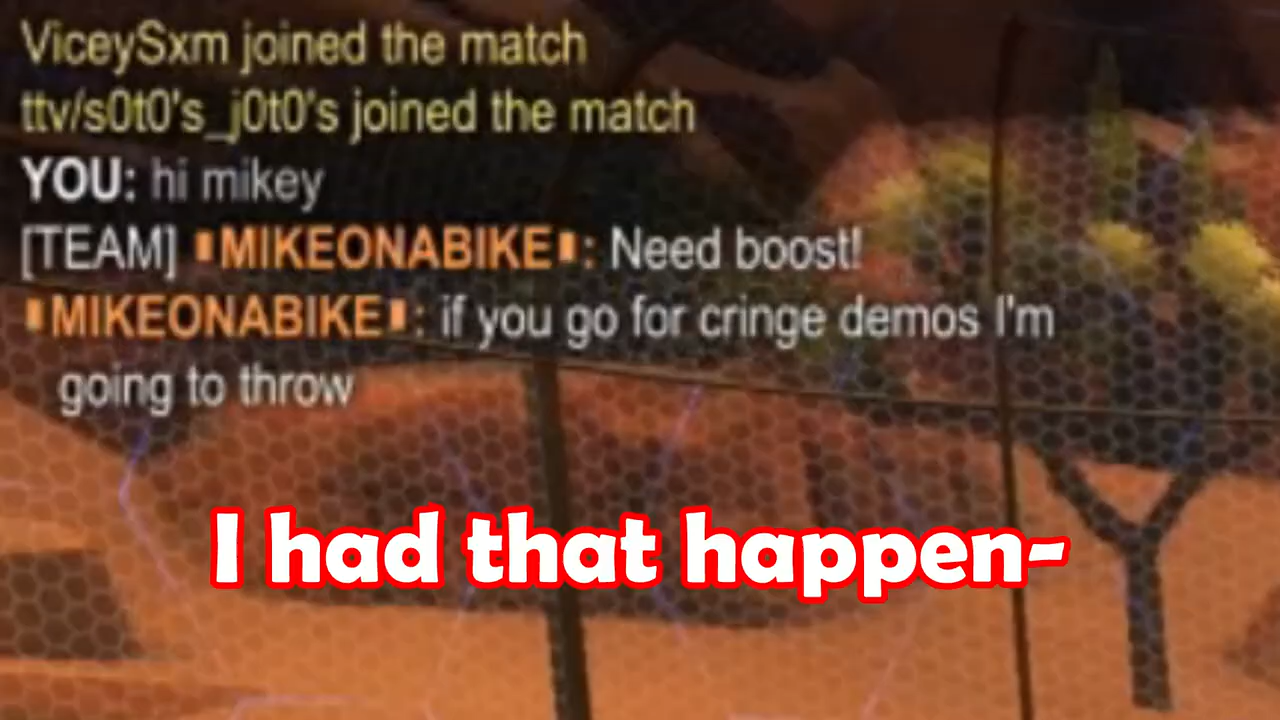 ViceySxm joined the match
ttv/s0t0's_j0t0's joined the match
YOU: hi mikey
[TEAM] ▮MIKEONABIKE▮: Need boost!
▮MIKEONABIKE▮: if you go for cringe demos I'm
going to throw
I had that happen-